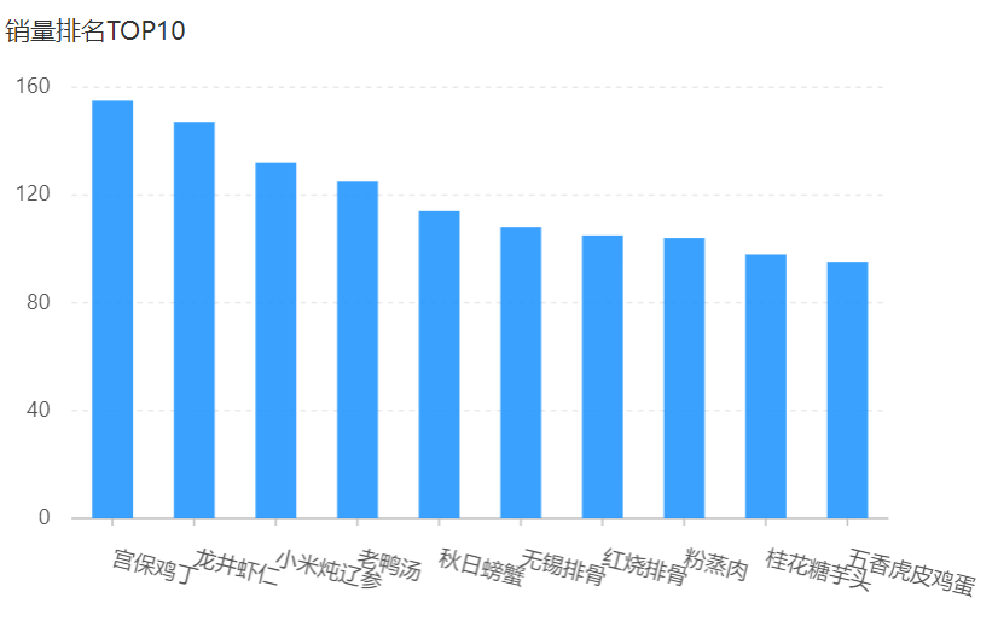 销量排名TOP10
160
120
80
40
0
宫保鸡丁
龙井虾仁
小米炖辽参
老鸭汤
秋日螃蟹
无锡排骨
红烧排骨
粉蒸肉
桂花糖芋头
五香虎皮鸡蛋